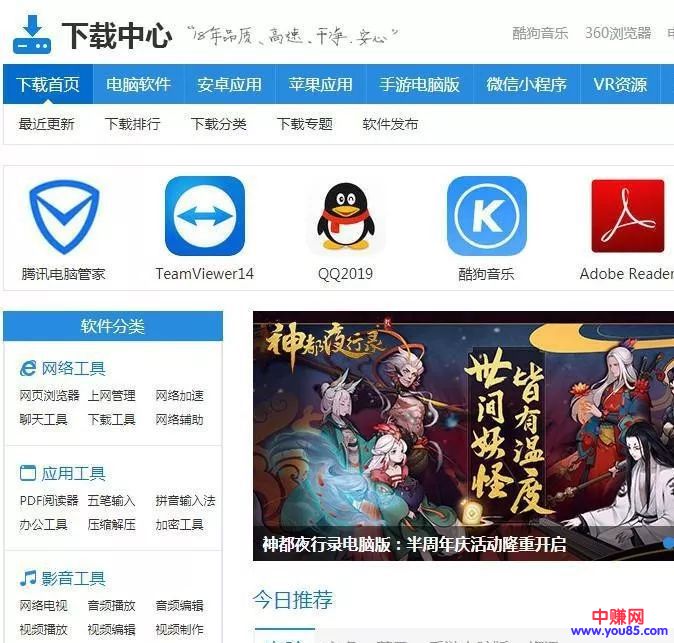 下载中心 “18年品质、高速、干净、安心” 酷狗音乐 360浏览器
下载首页 电脑软件 安卓应用 苹果应用 手游电脑版 微信小程序 VR资源
最近更新 下载排行 下载分类 下载专题 软件发布
腾讯电脑管家 TeamViewer14 QQ2019 酷狗音乐 Adobe Reader
软件分类
网络工具
网页浏览器 上网管理 网络加速
聊天工具 下载工具 网络辅助
应用工具
PDF阅读器 五笔输入 拼音输入法
办公工具 压缩解压 加密工具
影音工具
网络电视 音频播放 音频编辑
视频播放 视频编辑 视频制作
神都夜行录
世间妖怪
皆有温度
神都夜行录电脑版：半周年庆活动隆重开启
今日推荐
中赚网
www.you85.com